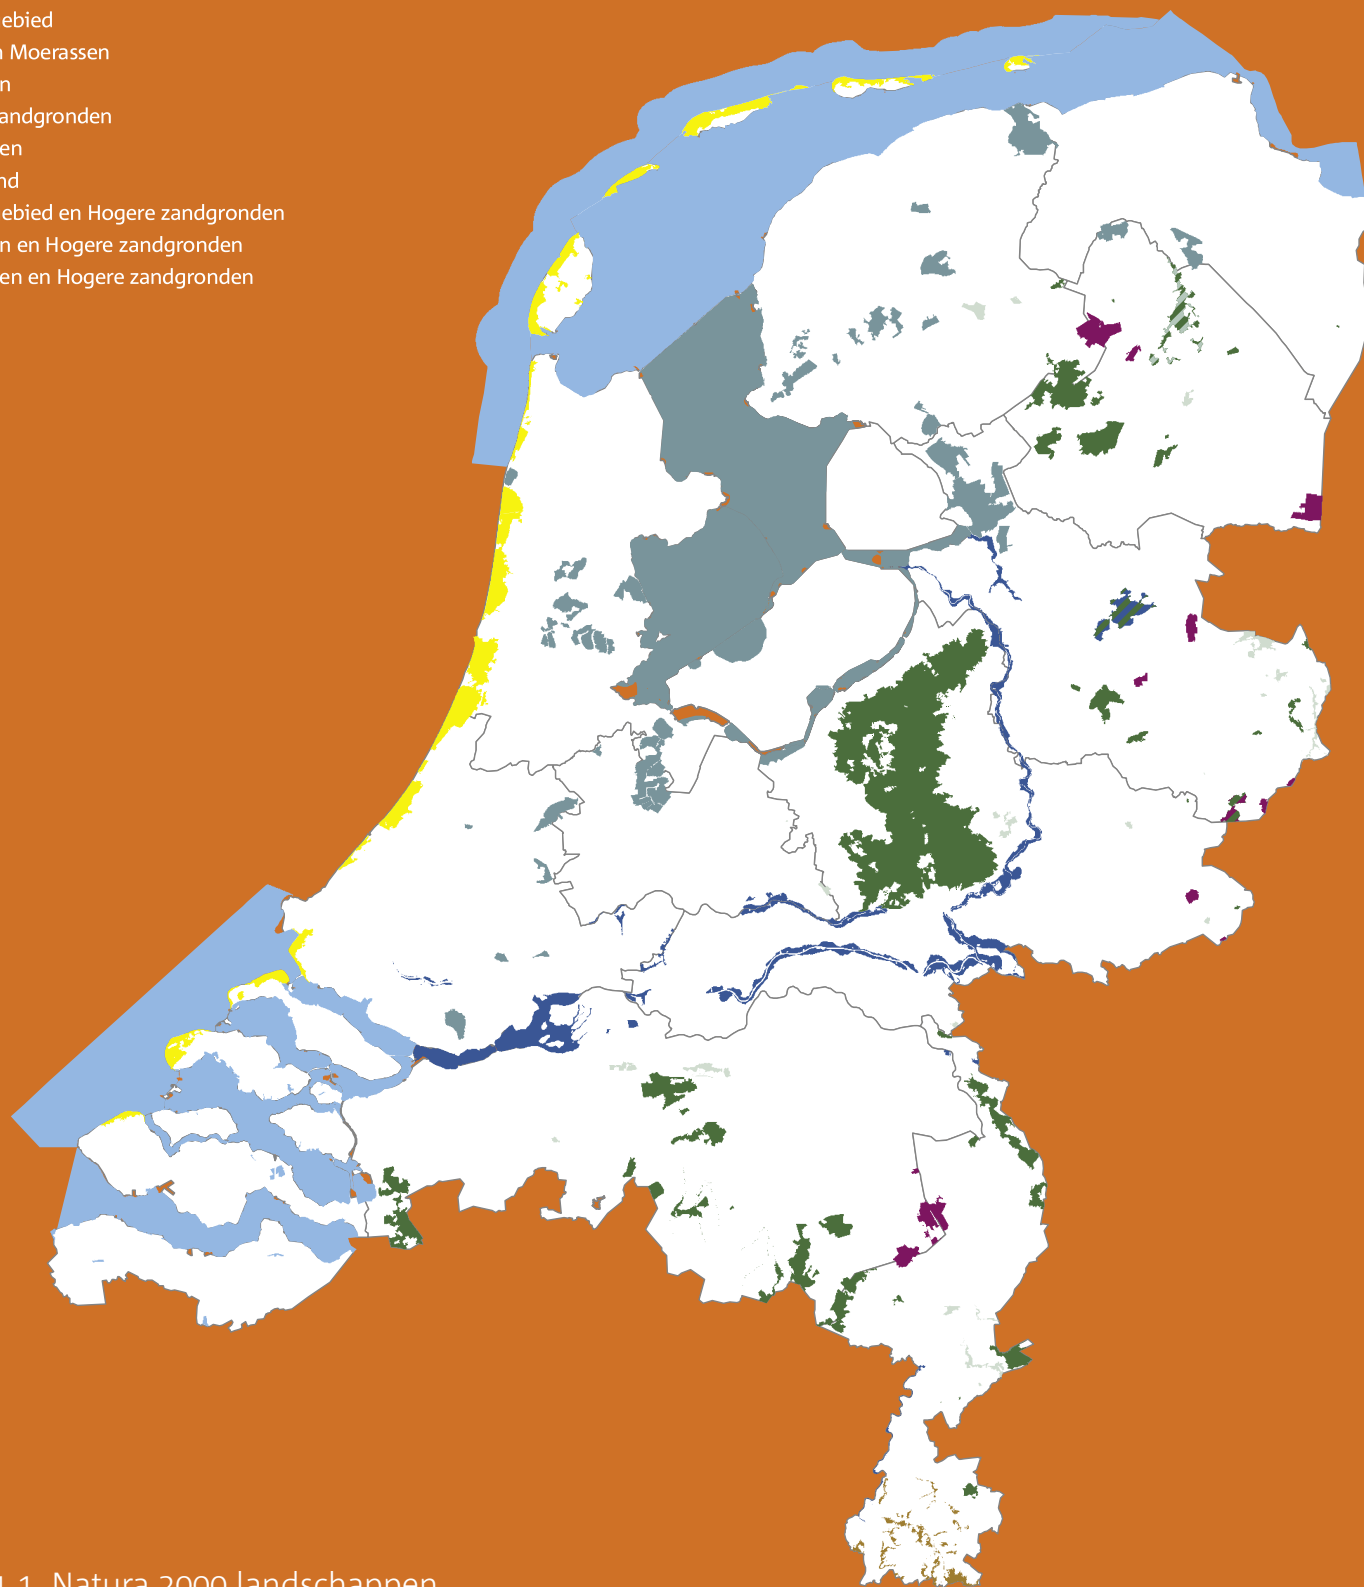 ebied
Moerassen
n
andgronden
en
nd
ebied en Hogere zandgronden
n en Hogere zandgronden
en en Hogere zandgronden
1 Natura 2000 landschappen